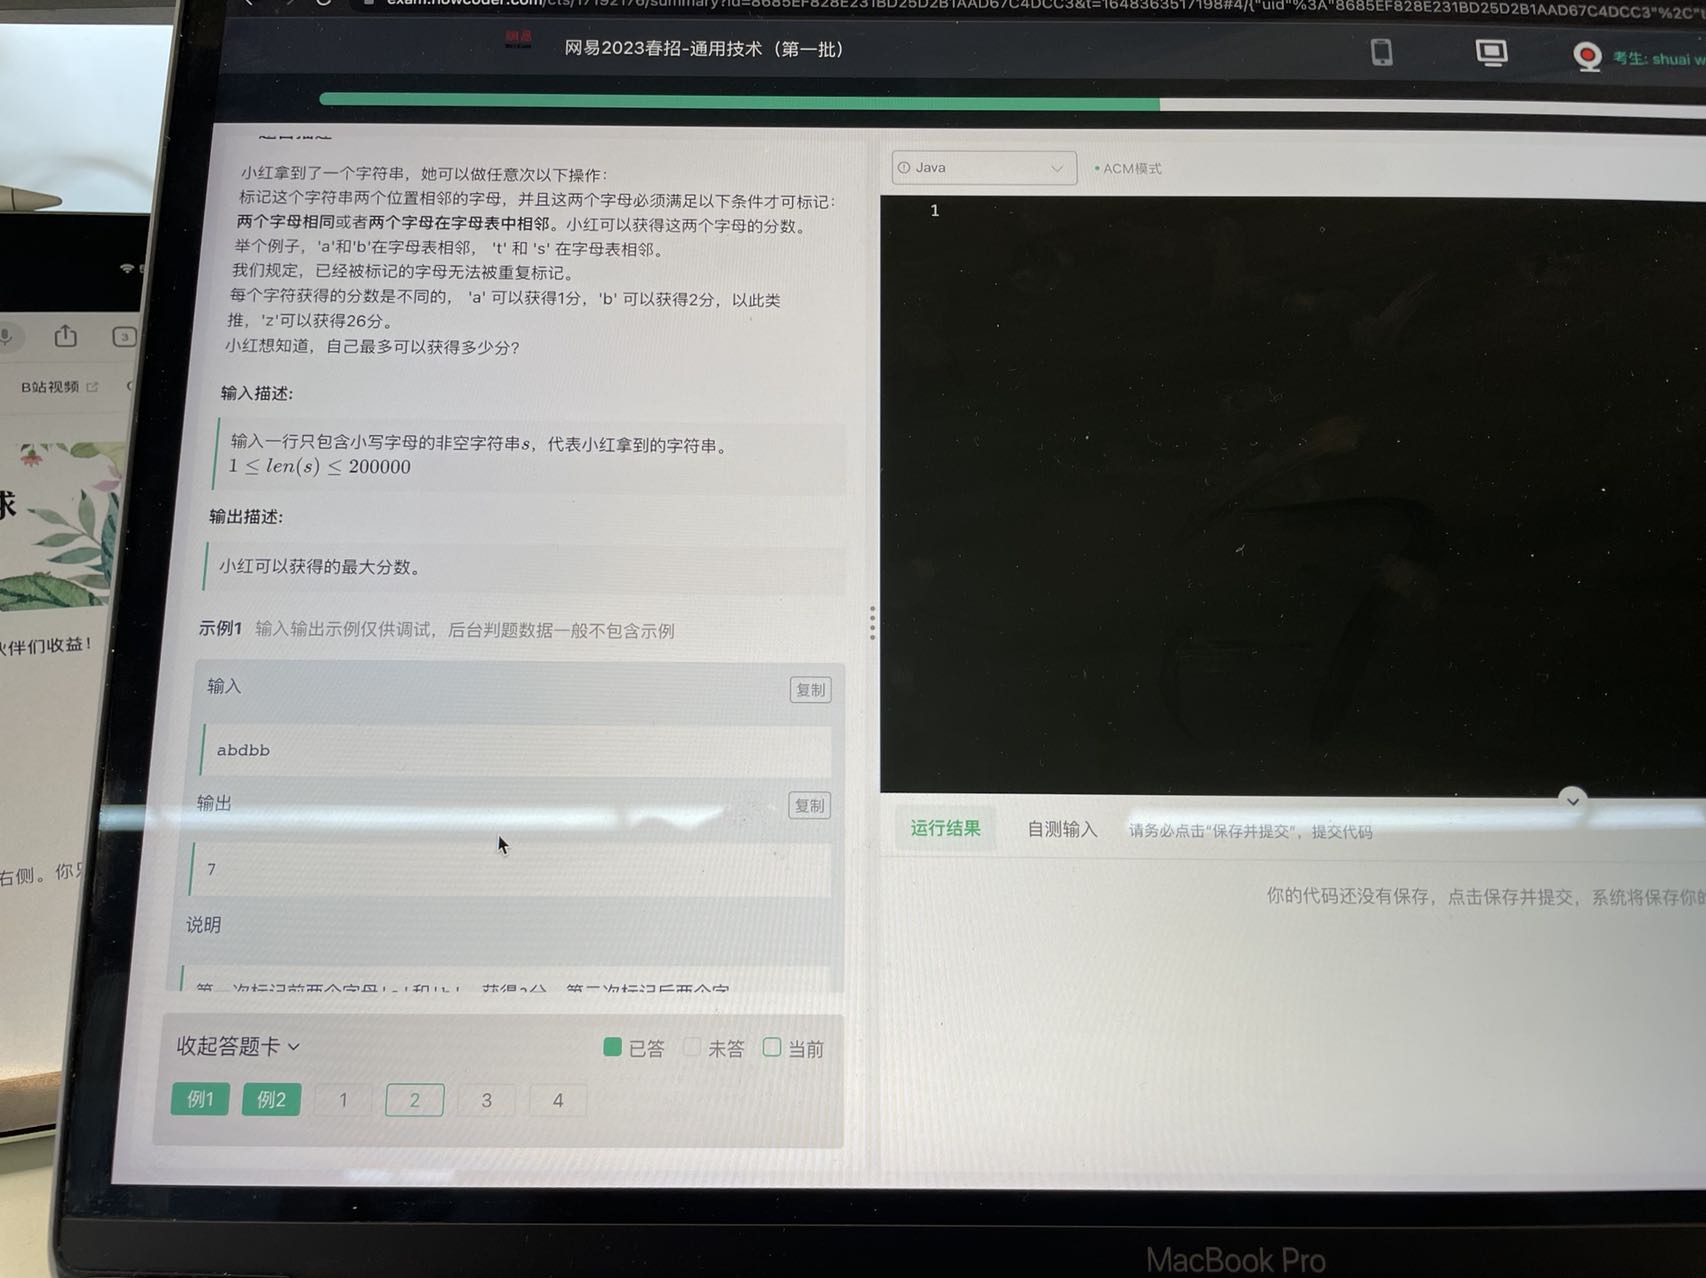 网易2023春招-通用技术（第一批）
考生: shuai w
小红拿到了一个字符串，她可以做任意次以下操作：
标记这个字符串两个位置相邻的字母，并且这两个字母必须满足以下条件才可标记：
两个字母相同或者两个字母在字母表中相邻。小红可以获得这两个字母的分数。
举个例子，'a'和'b'在字母表相邻， 't' 和 's' 在字母表相邻。
我们规定，已经被标记的字母无法被重复标记。
每个字符获得的分数是不同的， 'a' 可以获得1分，'b' 可以获得2分，以此类
推，'z'可以获得26分。
小红想知道，自己最多可以获得多少分？
输入描述:
输入一行只包含小写字母的非空字符串s，代表小红拿到的字符串。
1 ≤ len(s) ≤ 200000
输出描述:
小红可以获得的最大分数。
示例1 输入输出示例仅供调试，后台判题数据一般不包含示例
输入
复制
abdbb
输出
复制
7
说明
收起答题卡
已答 未答 当前
例1 例2 1 2 3 4
Java
ACM模式
1
运行结果 自测输入 请务必点击“保存并提交”，提交代码
你的代码还没有保存，点击保存并提交，系统将保存你
3
B站视频
伙伴们收益！
右侧。你
MacBook Pro